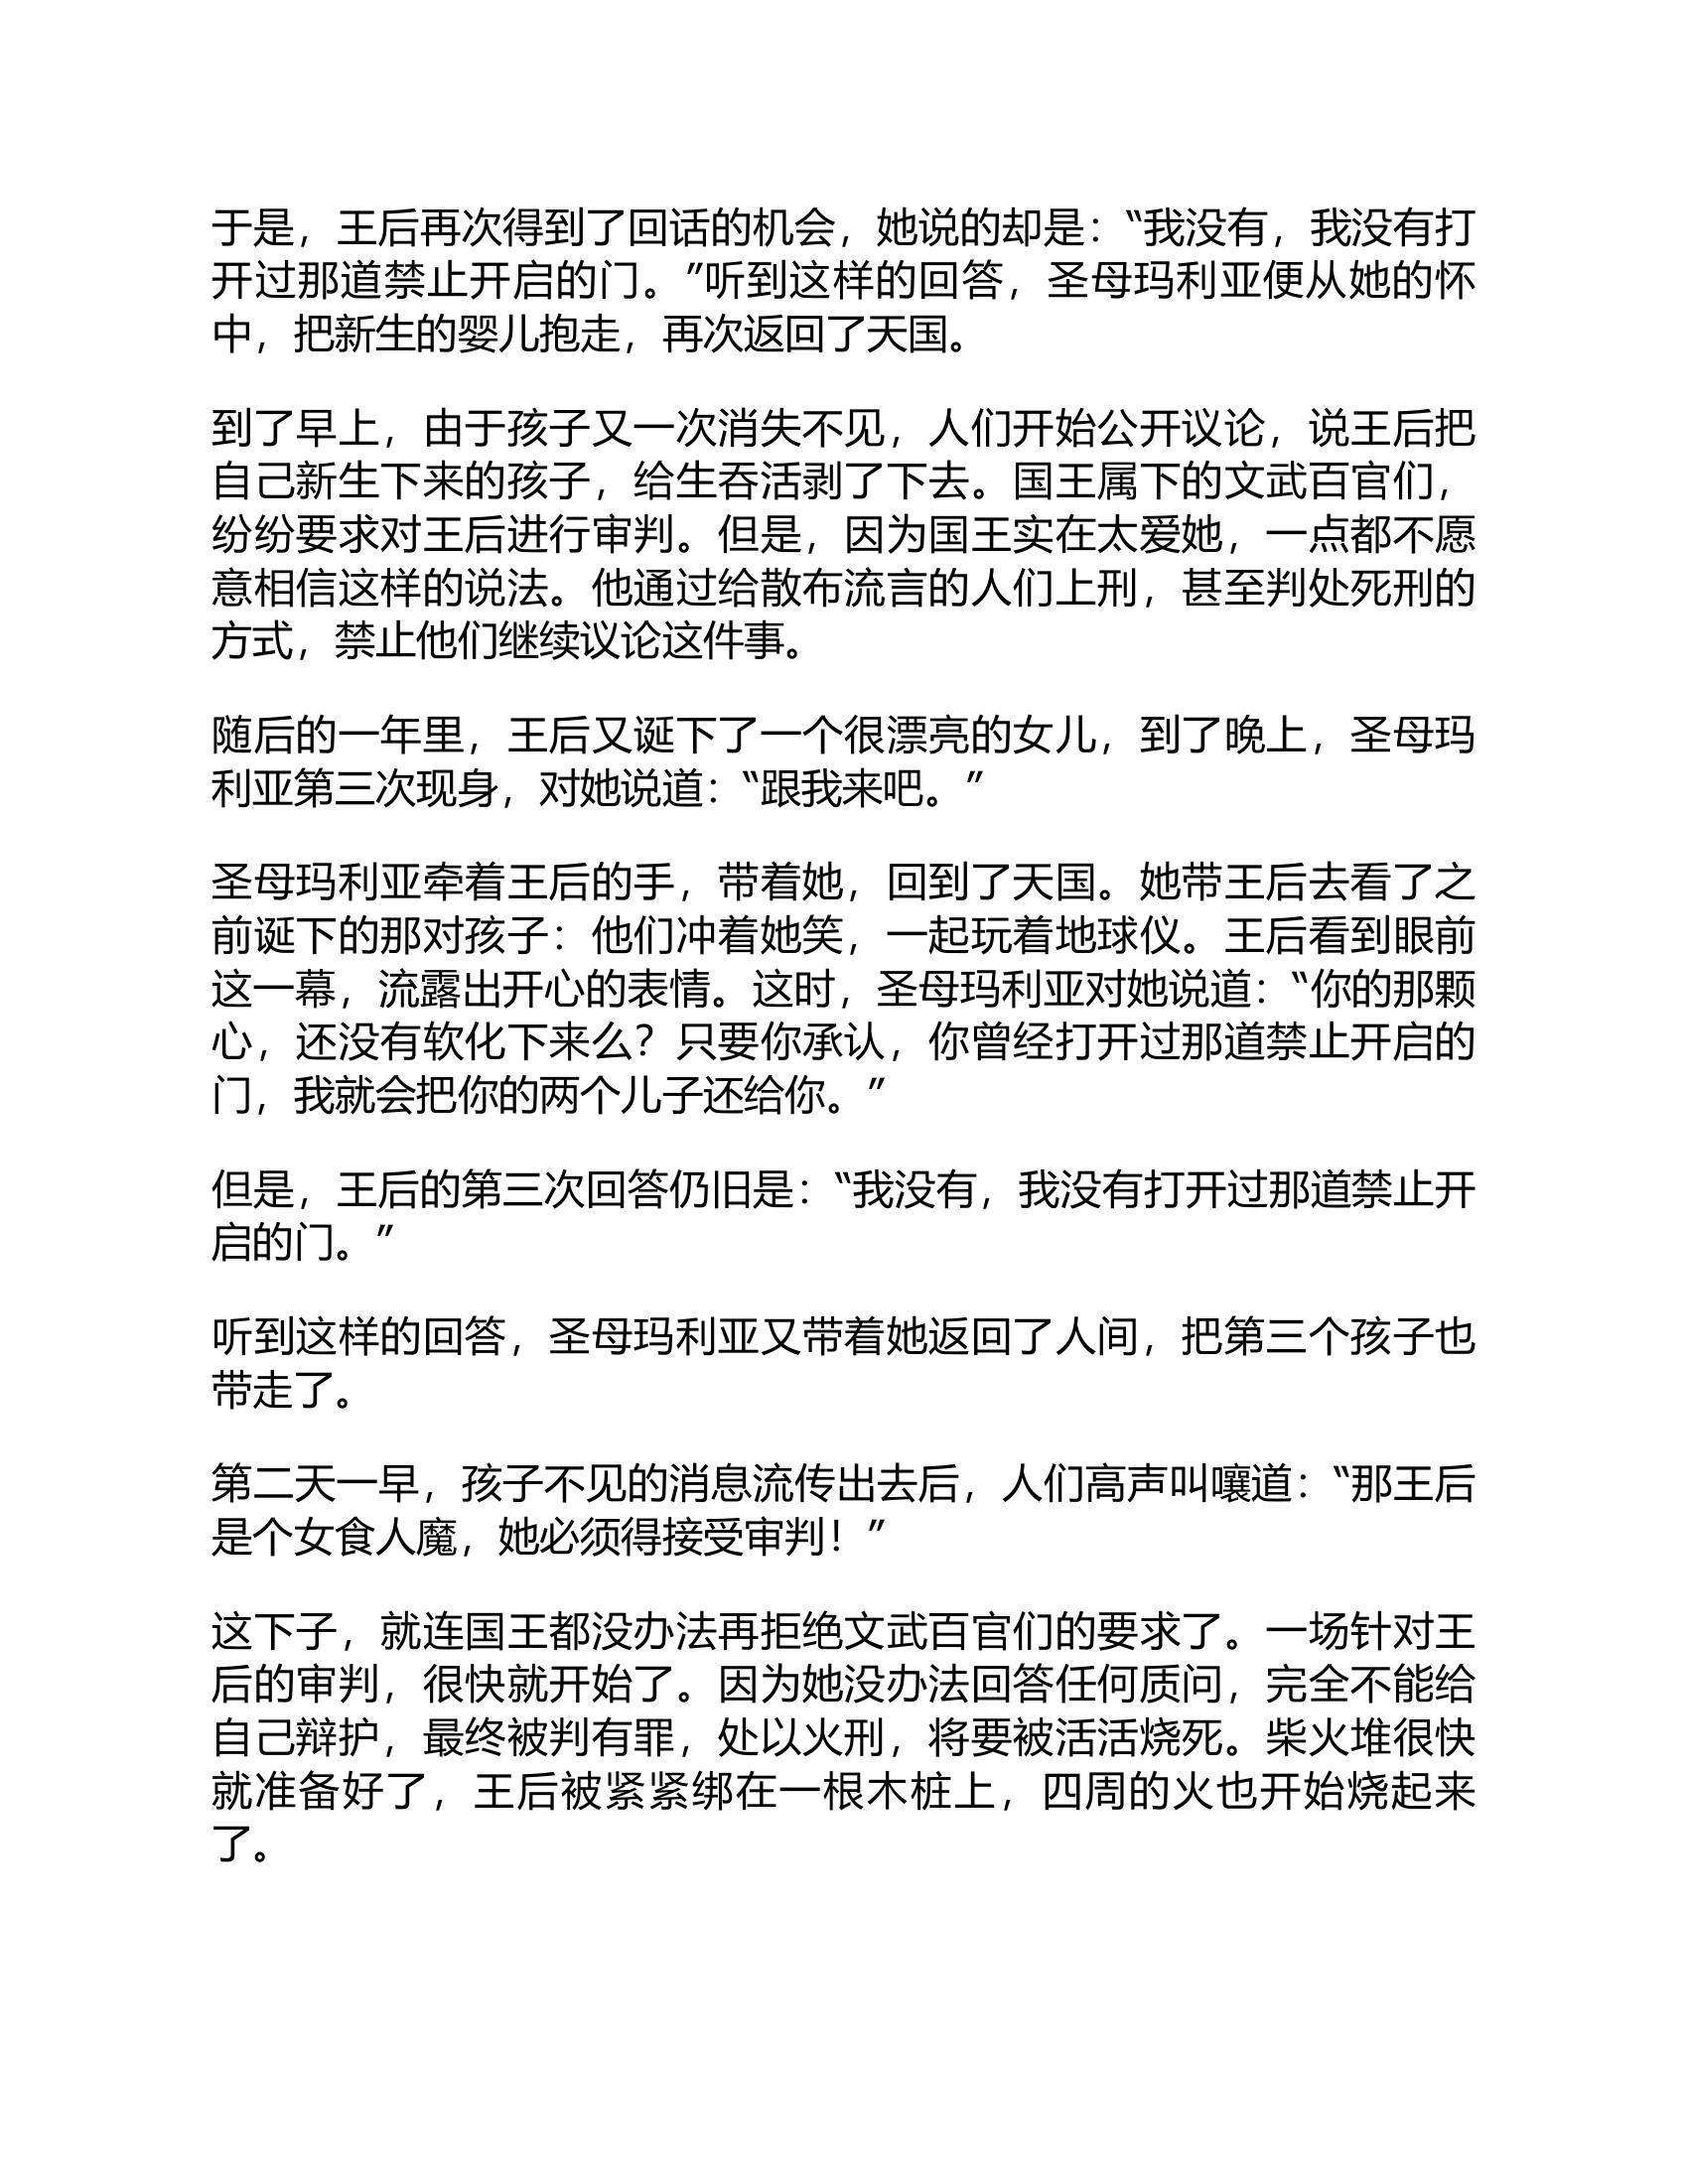 于是，王后再次得到了回话的机会，她说的却是：“我没有，我没有打
开过那道禁止开启的门。”听到这样的回答，圣母玛利亚便从她的怀
中，把新生的婴儿抱走，再次返回了天国。
到了早上，由于孩子又一次消失不见，人们开始公开议论，说王后把
自己新生下来的孩子，给生吞活剥了下去。国王属下的文武百官们，
纷纷要求对王后进行审判。但是，因为国王实在太爱她，一点都不愿
意相信这样的说法。他通过给散布流言的人们上刑，甚至判处死刑的
方式，禁止他们继续议论这件事。
随后的一年里，王后又诞下了一个很漂亮的女儿，到了晚上，圣母玛
利亚第三次现身，对她说道：“跟我来吧。”
圣母玛利亚牵着王后的手，带着她，回到了天国。她带王后去看了之
前诞下的那对孩子：他们冲着她笑，一起玩着地球仪。王后看到眼前
这一幕，流露出开心的表情。这时，圣母玛利亚对她说道：“你的那颗
心，还没有软化下来么？只要你承认，你曾经打开过那道禁止开启的
门，我就会把你的两个儿子还给你。”
但是，王后的第三次回答仍旧是：“我没有，我没有打开过那道禁止开
启的门。”
听到这样的回答，圣母玛利亚又带着她返回了人间，把第三个孩子也
带走了。
第二天一早，孩子不见的消息流传出去后，人们高声叫嚷道：“那王后
是个女食人魔，她必须得接受审判！”
这下子，就连国王都没办法再拒绝文武百官们的要求了。一场针对王
后的审判，很快就开始了。因为她没办法回答任何质问，完全不能给
自己辩护，最终被判有罪，处以火刑，将要被活活烧死。柴火堆很快
就准备好了，王后被紧紧绑在一根木桩上，四周的火也开始烧起来
了。